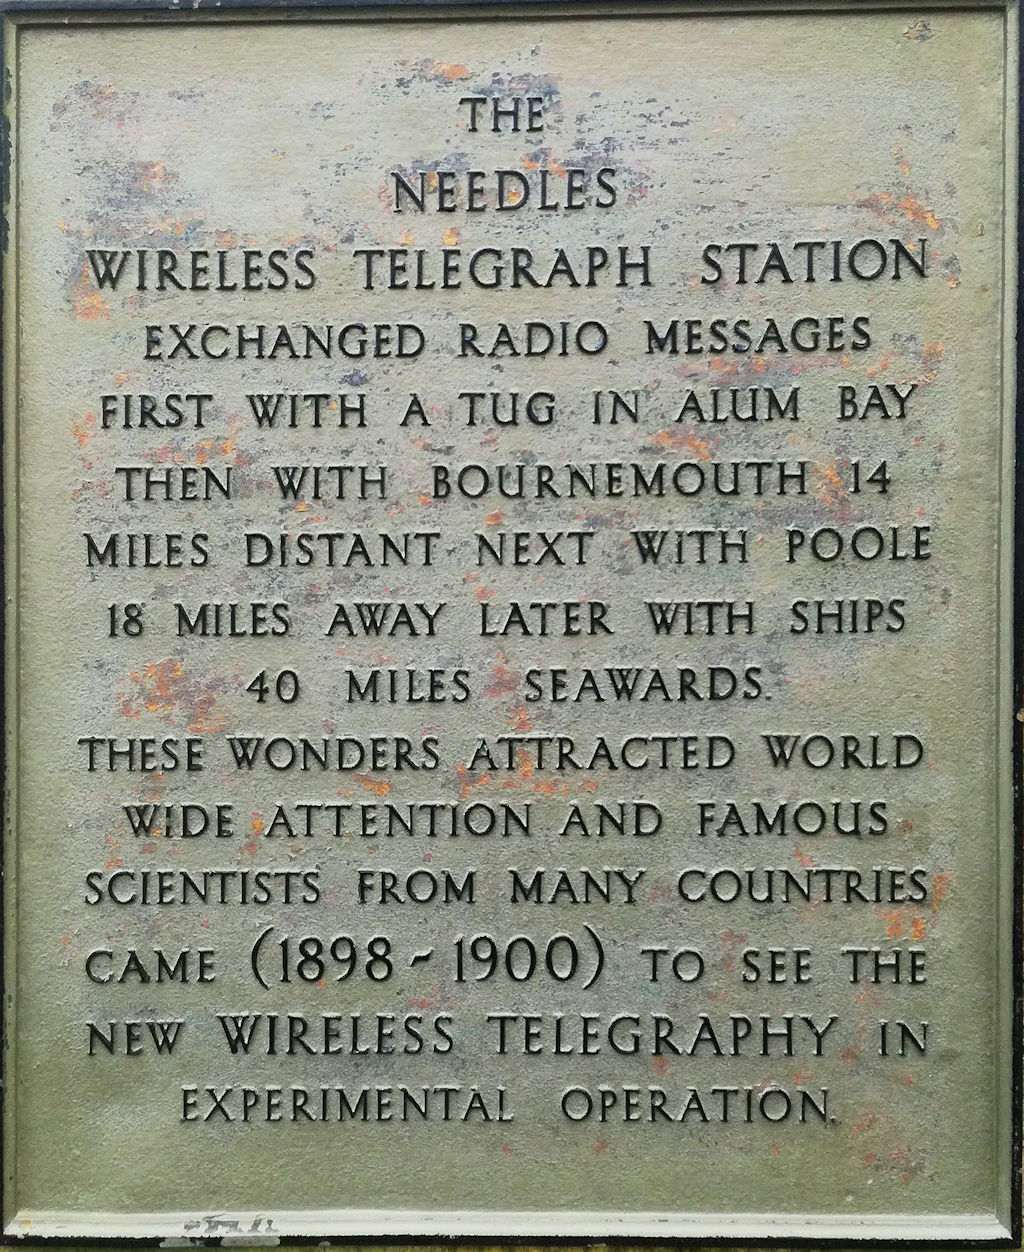 THE
NEEDLES
WIRELESS TELEGRAPH STATION
EXCHANGED RADIO MESSAGES
FIRST WITH A TUG IN ALUM BAY
THEN WITH BOURNEMOUTH 14
MILES DISTANT NEXT WITH POOLE
18 MILES AWAY LATER WITH SHIPS
40 MILES SEAWARDS.
THESE WONDERS ATTRACTED WORLD
WIDE ATTENTION AND FAMOUS
SCIENTISTS FROM MANY COUNTRIES
CAME (1898-1900) TO SEE THE
NEW WIRELESS TELEGRAPHY IN
EXPERIMENTAL OPERATION.